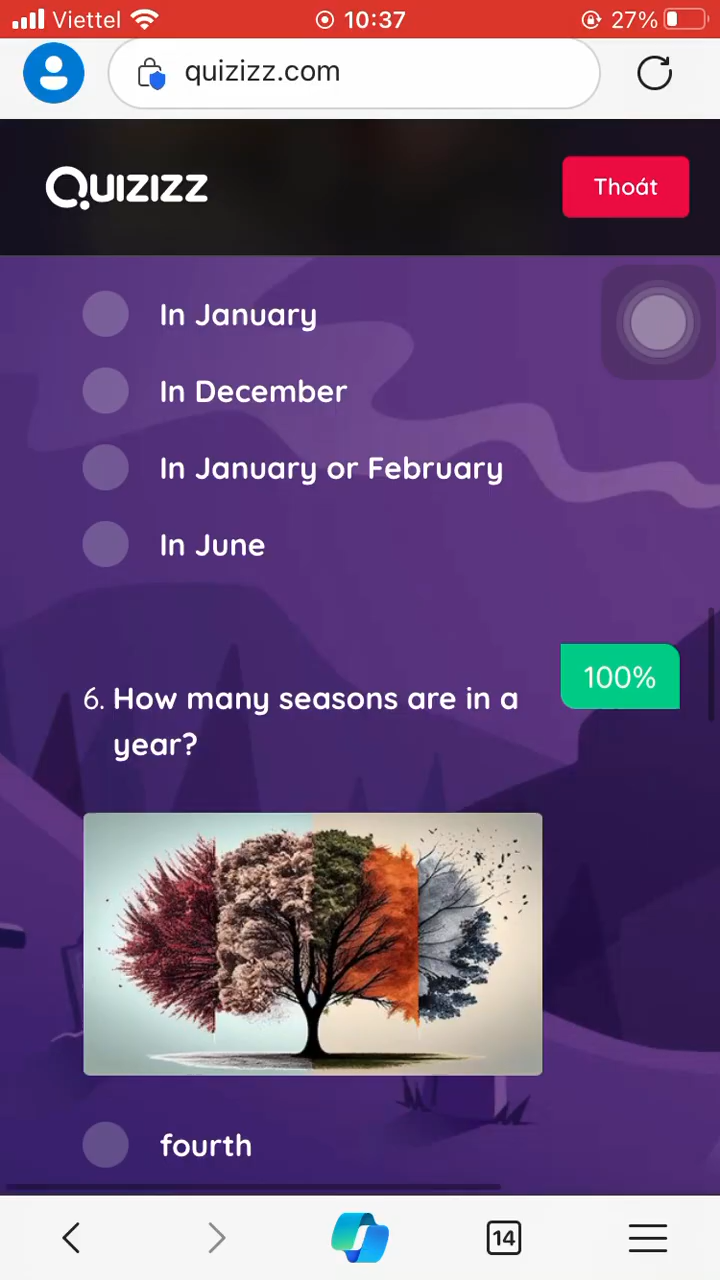 Viettel 10:37 27%
quizizz.com
QUIZIZZ Thoát
In January
In December
In January or February
In June
100%
6. How many seasons are in a
year?
fourth
14